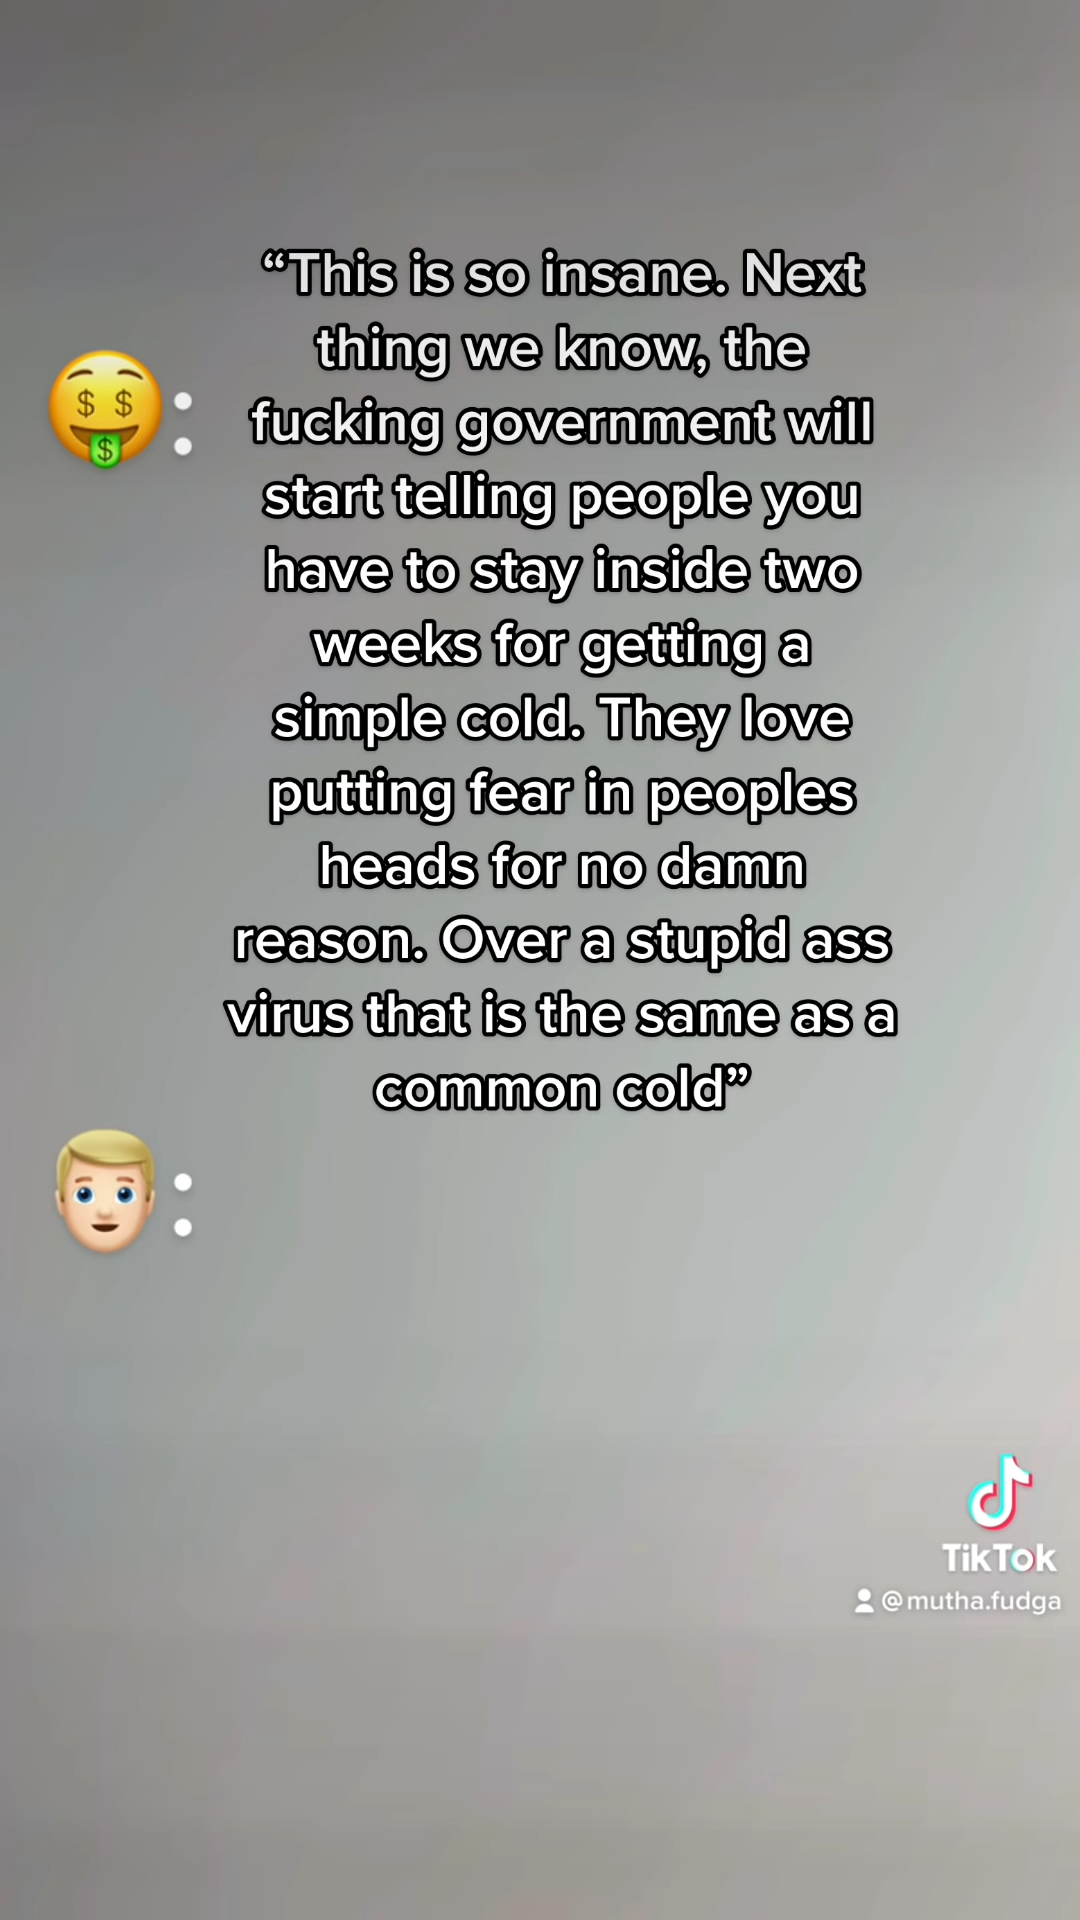 “This is so insane. Next
thing we know, the
fucking government will
start telling people you
have to stay inside two
weeks for getting a
simple cold. They love
putting fear in peoples
heads for no damn
reason. Over a stupid ass
virus that is the same as a
common cold”
:
:
TikTok
@mutha.fudga